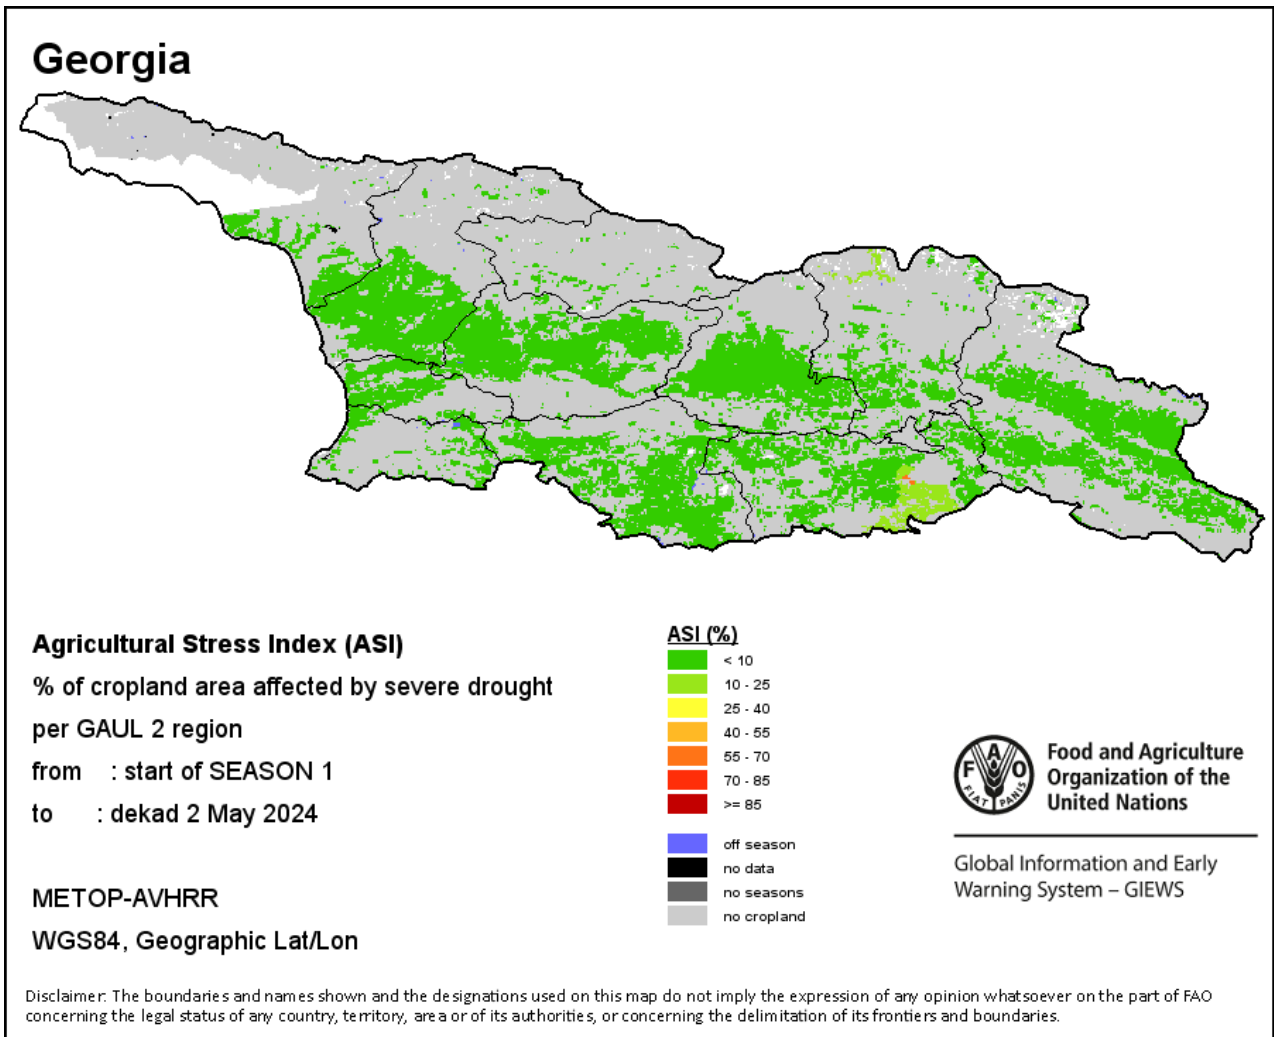 Georgia
Agricultural Stress Index (ASI)
% of cropland area affected by severe drought
per GAUL 2 region
from : start of SEASON 1
to : dekad 2 May 2024
METOP-AVHRR
WGS84, Geographic Lat/Lon
ASI (%)
< 10
10 - 25
25 - 40
40 - 55
55 - 70
70 - 85
>= 85
off season
no data
no seasons
no cropland
F A O
FIAT PANIS
Food and Agriculture
Organization of the
United Nations
Global Information and Early
Warning System – GIEWS
Disclaimer: The boundaries and names shown and the designations used on this map do not imply the expression of any opinion whatsoever on the part of FAO
concerning the legal status of any country, territory, area or of its authorities, or concerning the delimitation of its frontiers and boundaries.